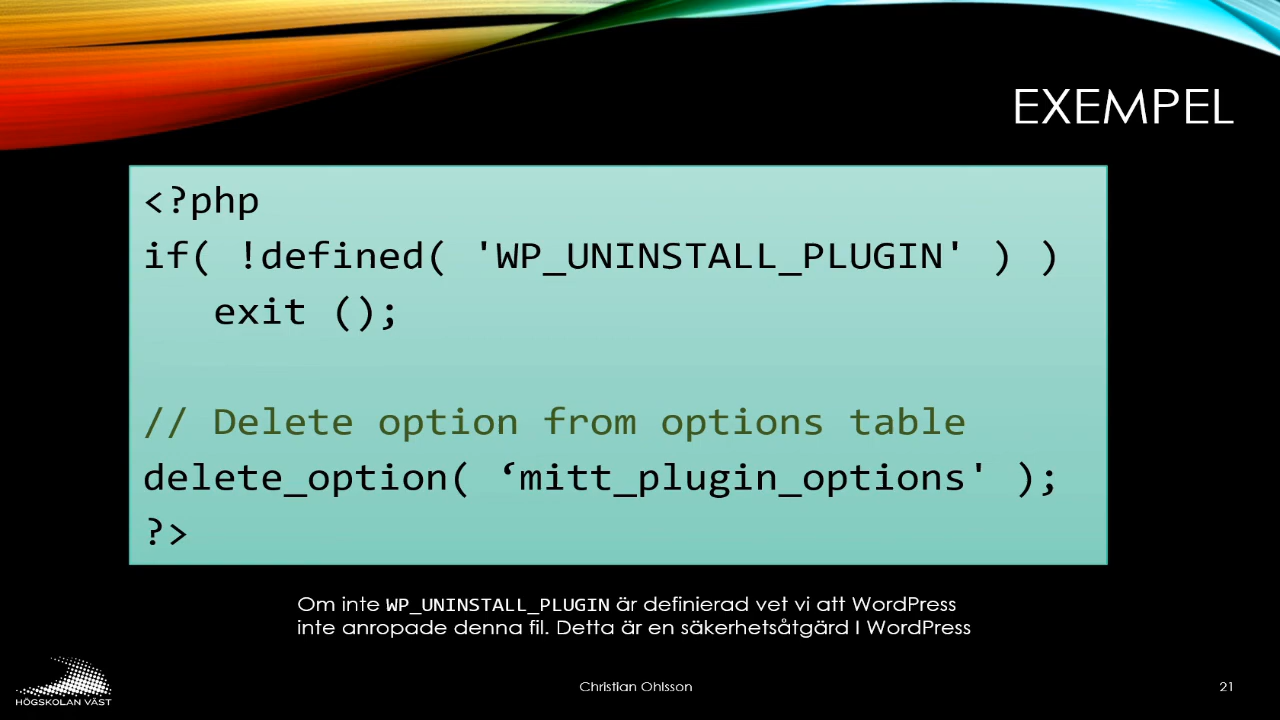 EXEMPEL
<?php
if( !defined( 'WP_UNINSTALL_PLUGIN' ) )
   exit ();

// Delete option from options table
delete_option( ‘mitt_plugin_options' );
?>
Om inte WP_UNINSTALL_PLUGIN är definierad vet vi att WordPress
inte anropade denna fil. Detta är en säkerhetsåtgärd I WordPress
HÖGSKOLAN VÄST
Christian Ohlsson
21